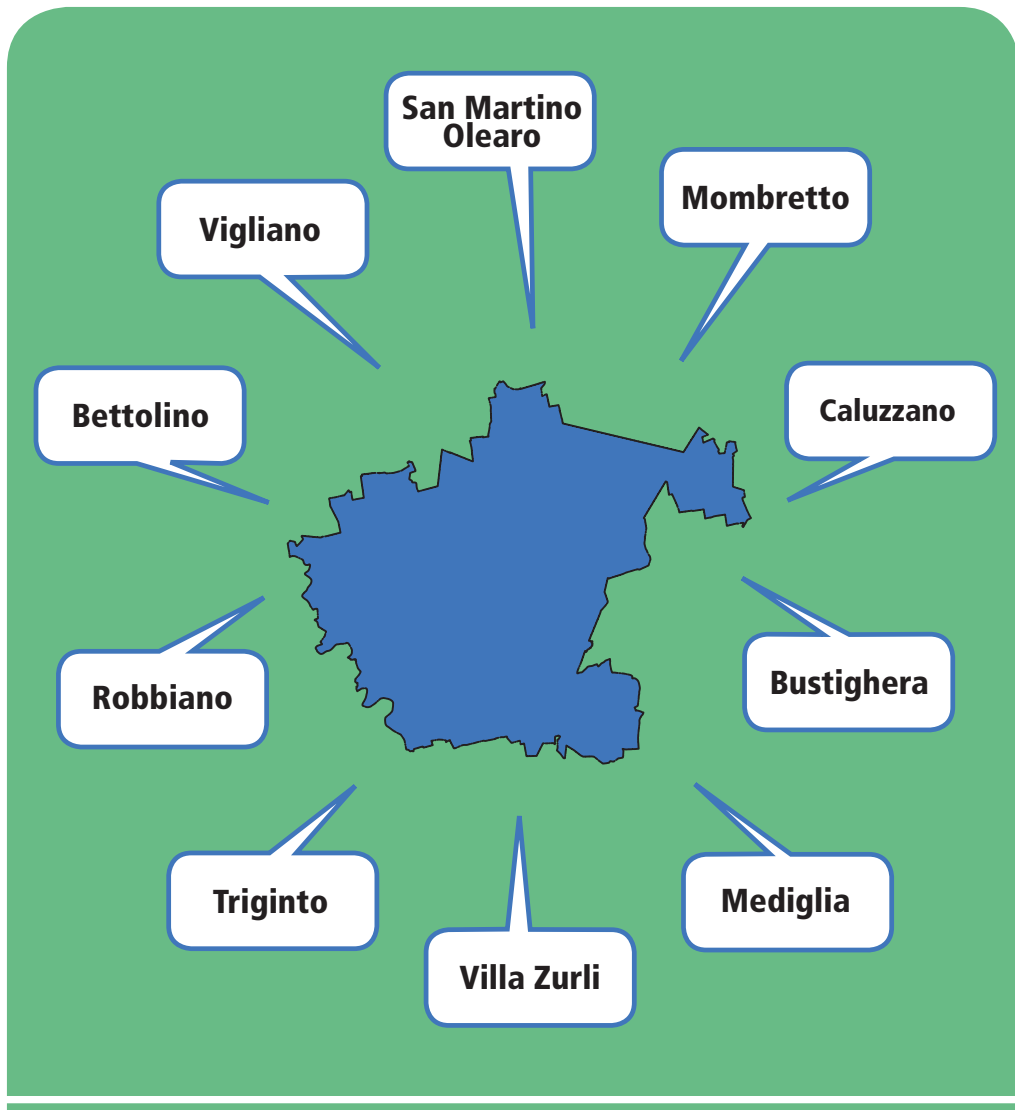 San Martino
Olearo
Mombretto
Vigliano
Caluzzano
Bettolino
Bustighera
Robbiano
Mediglia
Triginto
Villa Zurli